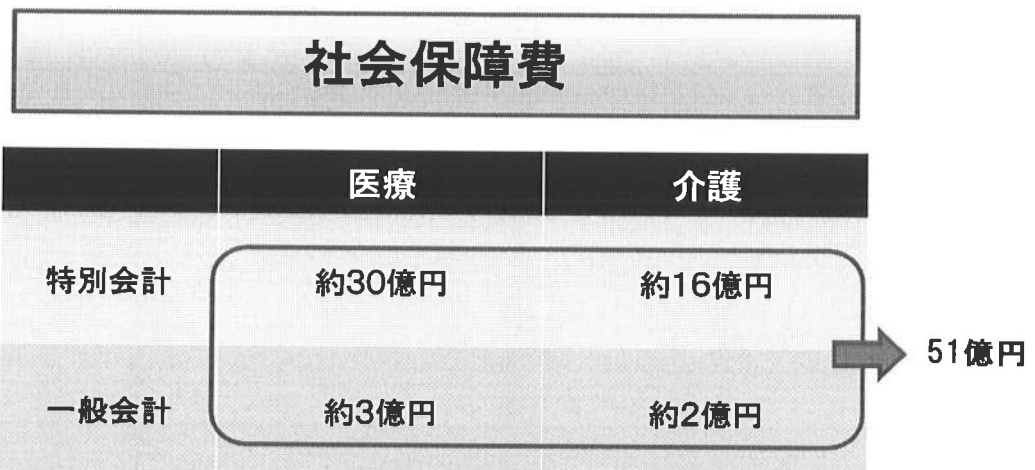 社会保障費
医療 介護
特別会計 約30億円 約16億円
51億円
一般会計 約3億円 約2億円